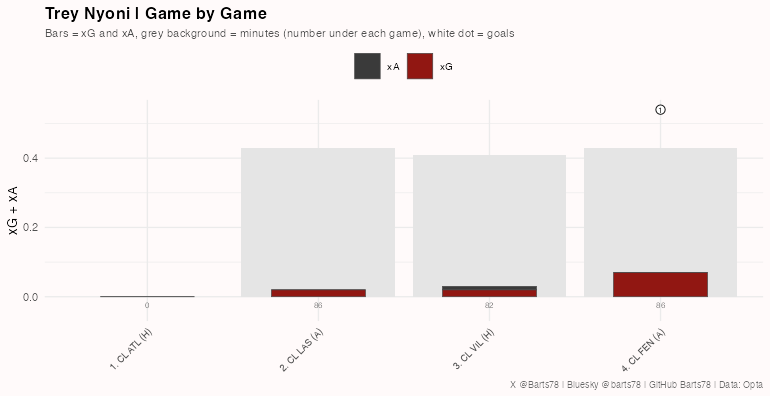 Trey Nyoni | Game by Game
Bars = xG and xA, grey background = minutes (number under each game), white dot = goals
xA xG
xG + xA
0.4
0.2
0.0
1
0 86 82 86
1. CL ATL (H)
2. CL LAS (A)
3. CL VIL (H)
4. CL FEN (A)
X @Barts78 | Bluesky @barts78 | GitHub Barts78 | Data: Opta